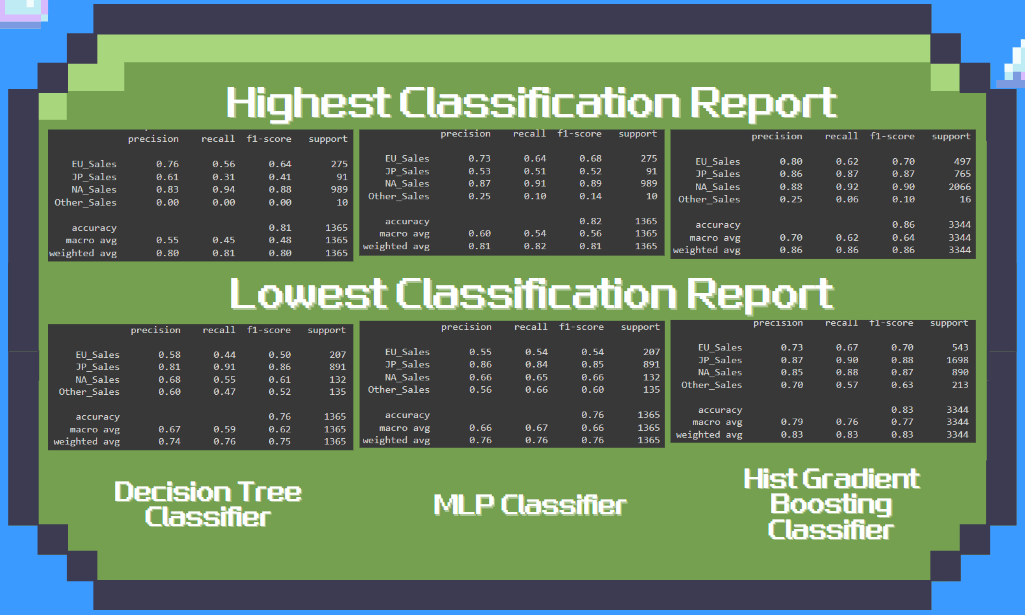 Highest Classification Report
precision recall f1-score support
EU_Sales 0.76 0.56 0.64 275
JP_Sales 0.61 0.31 0.41 91
NA_Sales 0.83 0.94 0.88 989
Other_Sales 0.00 0.00 0.00 10
accuracy 0.81 1365
macro avg 0.55 0.45 0.48 1365
weighted avg 0.80 0.81 0.80 1365
precision recall f1-score support
EU_Sales 0.73 0.64 0.68 275
JP_Sales 0.53 0.51 0.52 91
NA_Sales 0.87 0.91 0.89 989
Other_Sales 0.25 0.10 0.14 10
accuracy 0.82 1365
macro avg 0.60 0.54 0.56 1365
weighted avg 0.81 0.82 0.81 1365
precision recall f1-score support
EU_Sales 0.80 0.62 0.70 497
JP_Sales 0.86 0.87 0.87 765
NA_Sales 0.88 0.92 0.90 2066
Other_Sales 0.25 0.06 0.10 16
accuracy 0.86 3344
macro avg 0.70 0.62 0.64 3344
weighted avg 0.86 0.86 0.86 3344
Lowest Classification Report
precision recall f1-score support
EU_Sales 0.58 0.44 0.50 207
JP_Sales 0.81 0.91 0.86 891
NA_Sales 0.68 0.55 0.61 132
Other_Sales 0.60 0.47 0.52 135
accuracy 0.76 1365
macro avg 0.67 0.59 0.62 1365
weighted avg 0.74 0.76 0.75 1365
precision recall f1-score support
EU_Sales 0.55 0.54 0.54 207
JP_Sales 0.86 0.84 0.85 891
NA_Sales 0.66 0.65 0.66 132
Other_Sales 0.56 0.66 0.60 135
accuracy 0.76 1365
macro avg 0.66 0.67 0.66 1365
weighted avg 0.76 0.76 0.76 1365
precision recall f1-score support
EU_Sales 0.73 0.67 0.70 543
JP_Sales 0.87 0.90 0.88 1698
NA_Sales 0.85 0.88 0.87 890
Other_Sales 0.70 0.57 0.63 213
accuracy 0.83 3344
macro avg 0.79 0.76 0.77 3344
weighted avg 0.83 0.83 0.83 3344
Decision Tree
Classifier
MLP Classifier
Hist Gradient
Boosting
Classifier